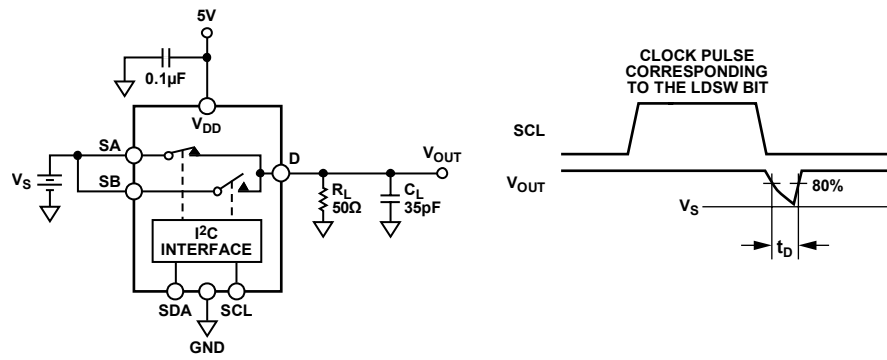 5V
0.1µF
VDD
SA
SB
VS
D
VOUT
RL
50Ω
CL
35pF
I2C
INTERFACE
SDA
SCL
GND
CLOCK PULSE
CORRESPONDING
TO THE LDSW BIT
SCL
VOUT
80%
VS
tD